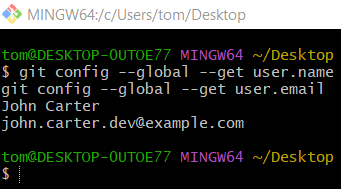 MINGW64:/c/Users/tom/Desktop
tom@DESKTOP-OUTOE77 MINGW64 ~/Desktop
$ git config --global --get user.name
git config --global --get user.email
John Carter
john.carter.dev@example.com
tom@DESKTOP-OUTOE77 MINGW64 ~/Desktop
$